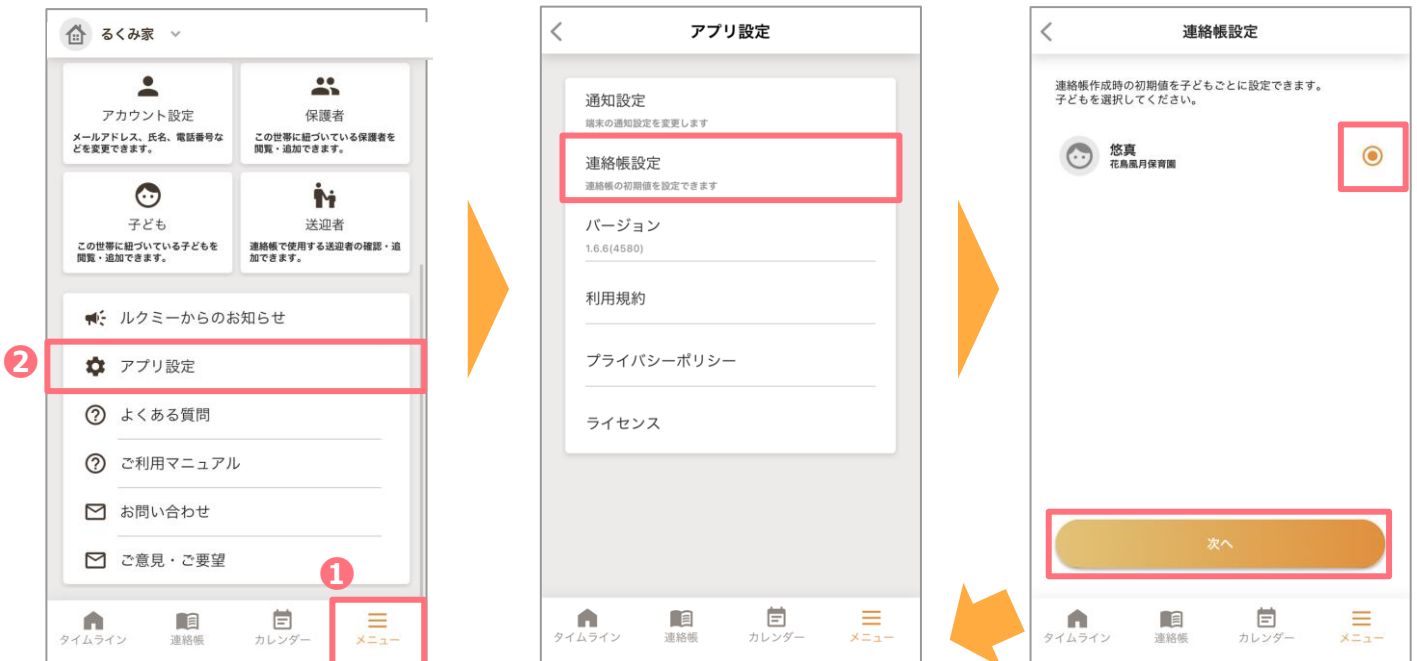 るくみ家
アカウント設定
メールアドレス、氏名、電話番号な
どを変更できます。
保護者
この世帯に紐づいている保護者を
閲覧・追加できます。
子ども
この世帯に紐づいている子どもを
閲覧・追加できます。
送迎者
連絡帳で使用する送迎者の確認・追
加できます。
ルクミーからのお知らせ
❷
アプリ設定
よくある質問
ご利用マニュアル
お問い合わせ
ご意見・ご要望
❶
タイムライン
連絡帳
カレンダー
メニュー
アプリ設定
通知設定
端末の通知設定を変更します
連絡帳設定
連絡帳の初期値を設定できます
バージョン
1.6.6(4580)
利用規約
プライバシーポリシー
ライセンス
タイムライン
連絡帳
カレンダー
メニュー
連絡帳設定
連絡帳作成時の初期値を子どもごとに設定できます。
子どもを選択してください。
悠真
花鳥風月保育園
次へ
タイムライン
連絡帳
カレンダー
メニュー